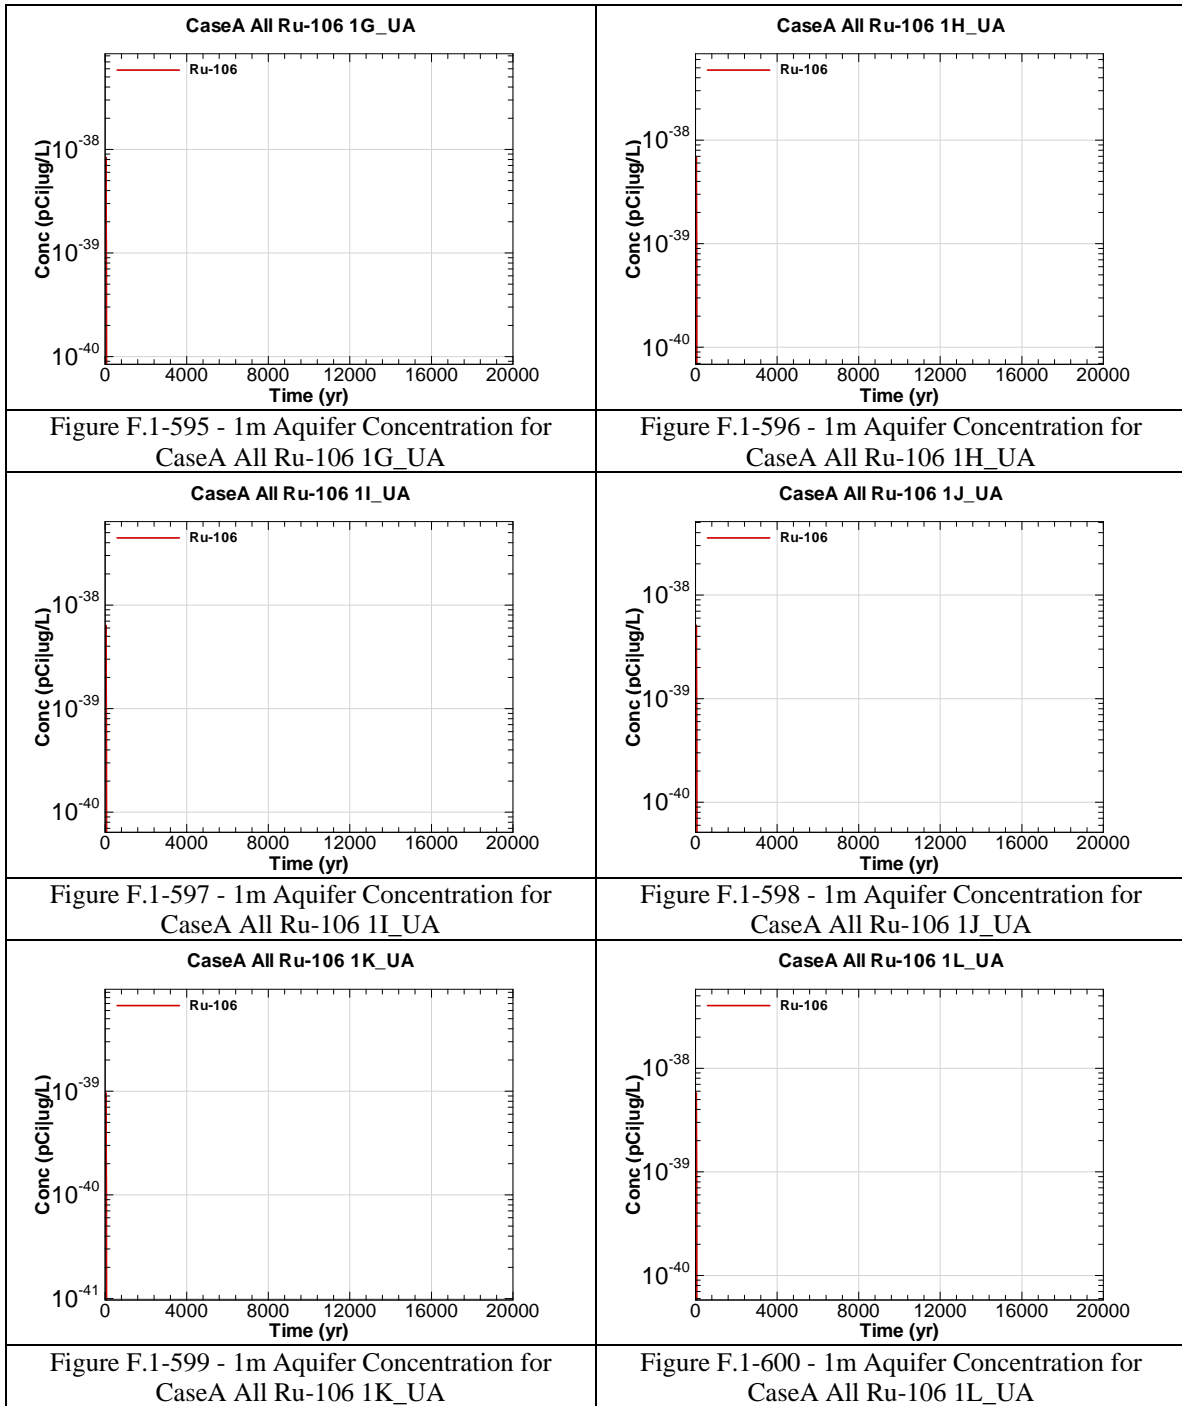 CaseA All Ru-106 1G_UA
Ru-106
Conc (pCi|ug/L)
10^-38
10^-39
10^-40
0 4000 8000 12000 16000 20000
Time (yr)
Figure F.1-595 - 1m Aquifer Concentration for
CaseA All Ru-106 1G_UA
CaseA All Ru-106 1H_UA
Ru-106
Conc (pCi|ug/L)
10^-38
10^-39
10^-40
0 4000 8000 12000 16000 20000
Time (yr)
Figure F.1-596 - 1m Aquifer Concentration for
CaseA All Ru-106 1H_UA
CaseA All Ru-106 1I_UA
Ru-106
Conc (pCi|ug/L)
10^-38
10^-39
10^-40
0 4000 8000 12000 16000 20000
Time (yr)
Figure F.1-597 - 1m Aquifer Concentration for
CaseA All Ru-106 1I_UA
CaseA All Ru-106 1J_UA
Ru-106
Conc (pCi|ug/L)
10^-38
10^-39
10^-40
0 4000 8000 12000 16000 20000
Time (yr)
Figure F.1-598 - 1m Aquifer Concentration for
CaseA All Ru-106 1J_UA
CaseA All Ru-106 1K_UA
Ru-106
Conc (pCi|ug/L)
10^-39
10^-40
10^-41
0 4000 8000 12000 16000 20000
Time (yr)
Figure F.1-599 - 1m Aquifer Concentration for
CaseA All Ru-106 1K_UA
CaseA All Ru-106 1L_UA
Ru-106
Conc (pCi|ug/L)
10^-38
10^-39
10^-40
0 4000 8000 12000 16000 20000
Time (yr)
Figure F.1-600 - 1m Aquifer Concentration for
CaseA All Ru-106 1L_UA